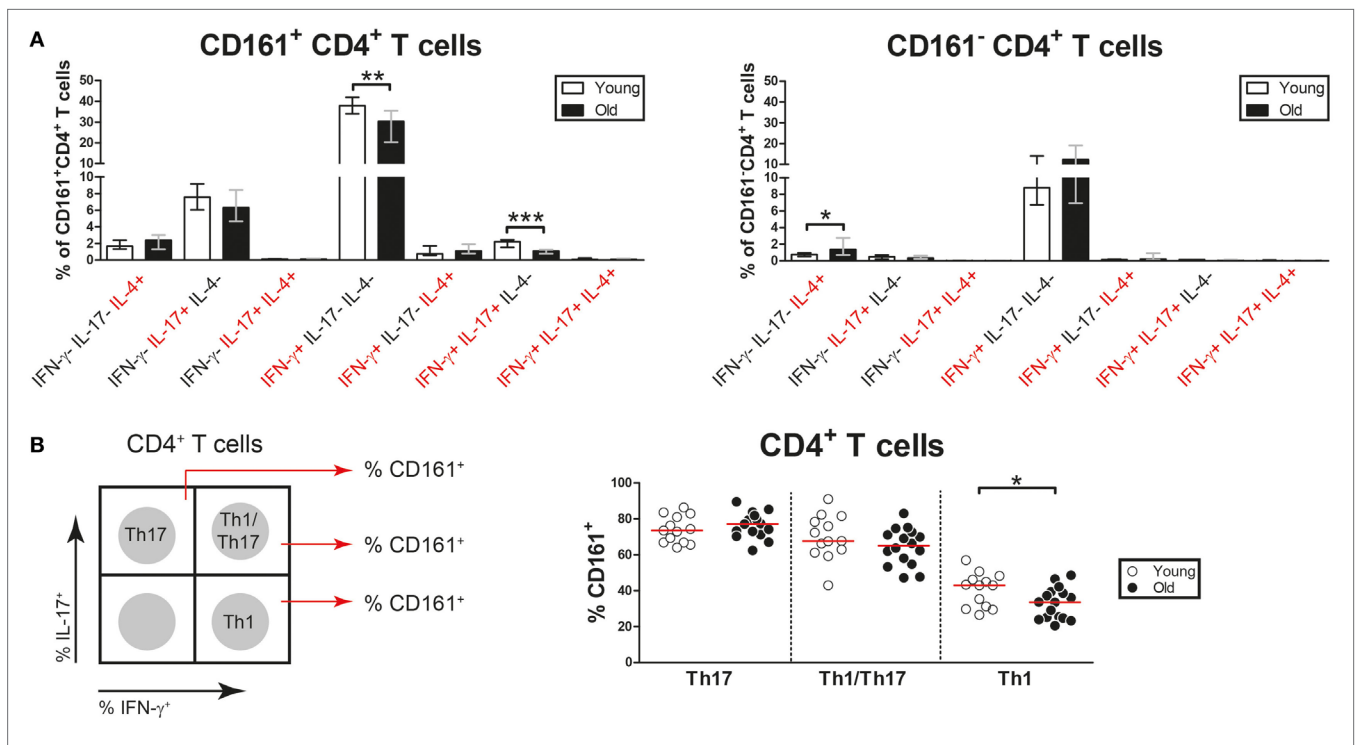 A
CD161⁺ CD4⁺ T cells
% of CD161⁺CD4⁺ T cells
50
40
30
20
10
10
8
6
4
2
0
**
***
Young
Old
IFN-γ- IL-17- IL-4+
IFN-γ- IL-17+ IL-4-
IFN-γ- IL-17+ IL-4+
IFN-γ+ IL-17- IL-4-
IFN-γ+ IL-17- IL-4+
IFN-γ+ IL-17+ IL-4-
IFN-γ+ IL-17+ IL-4+
CD161⁻ CD4⁺ T cells
% of CD161⁻CD4⁺ T cells
50
40
30
20
10
10
8
6
4
2
0
*
Young
Old
IFN-γ- IL-17- IL-4+
IFN-γ- IL-17+ IL-4-
IFN-γ- IL-17+ IL-4+
IFN-γ+ IL-17- IL-4-
IFN-γ+ IL-17- IL-4+
IFN-γ+ IL-17+ IL-4-
IFN-γ+ IL-17+ IL-4+
B
CD4⁺ T cells
% CD161⁺
% CD161⁺
% CD161⁺
Th17
Th1/
Th17
Th1
% IL-17⁺
% IFN-γ⁺
CD4⁺ T cells
% CD161⁺
100
80
60
40
20
0
*
Th17
Th1/Th17
Th1
Young
Old